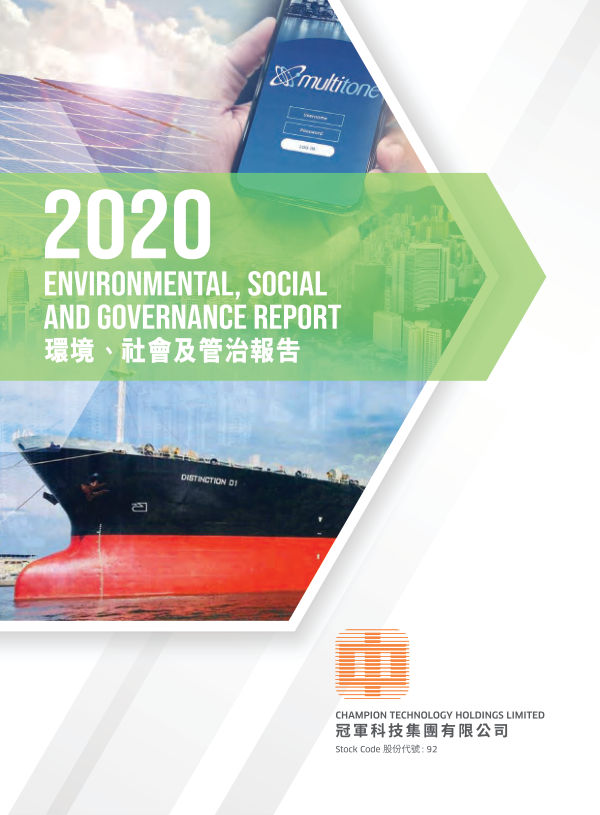 multitone
Username
Password
LOG IN
2020
ENVIRONMENTAL, SOCIAL
AND GOVERNANCE REPORT
環境、社會及管治報告
DISTINCTION 01
CHAMPION TECHNOLOGY HOLDINGS LIMITED
冠軍科技集團有限公司
Stock Code 股份代號 : 92